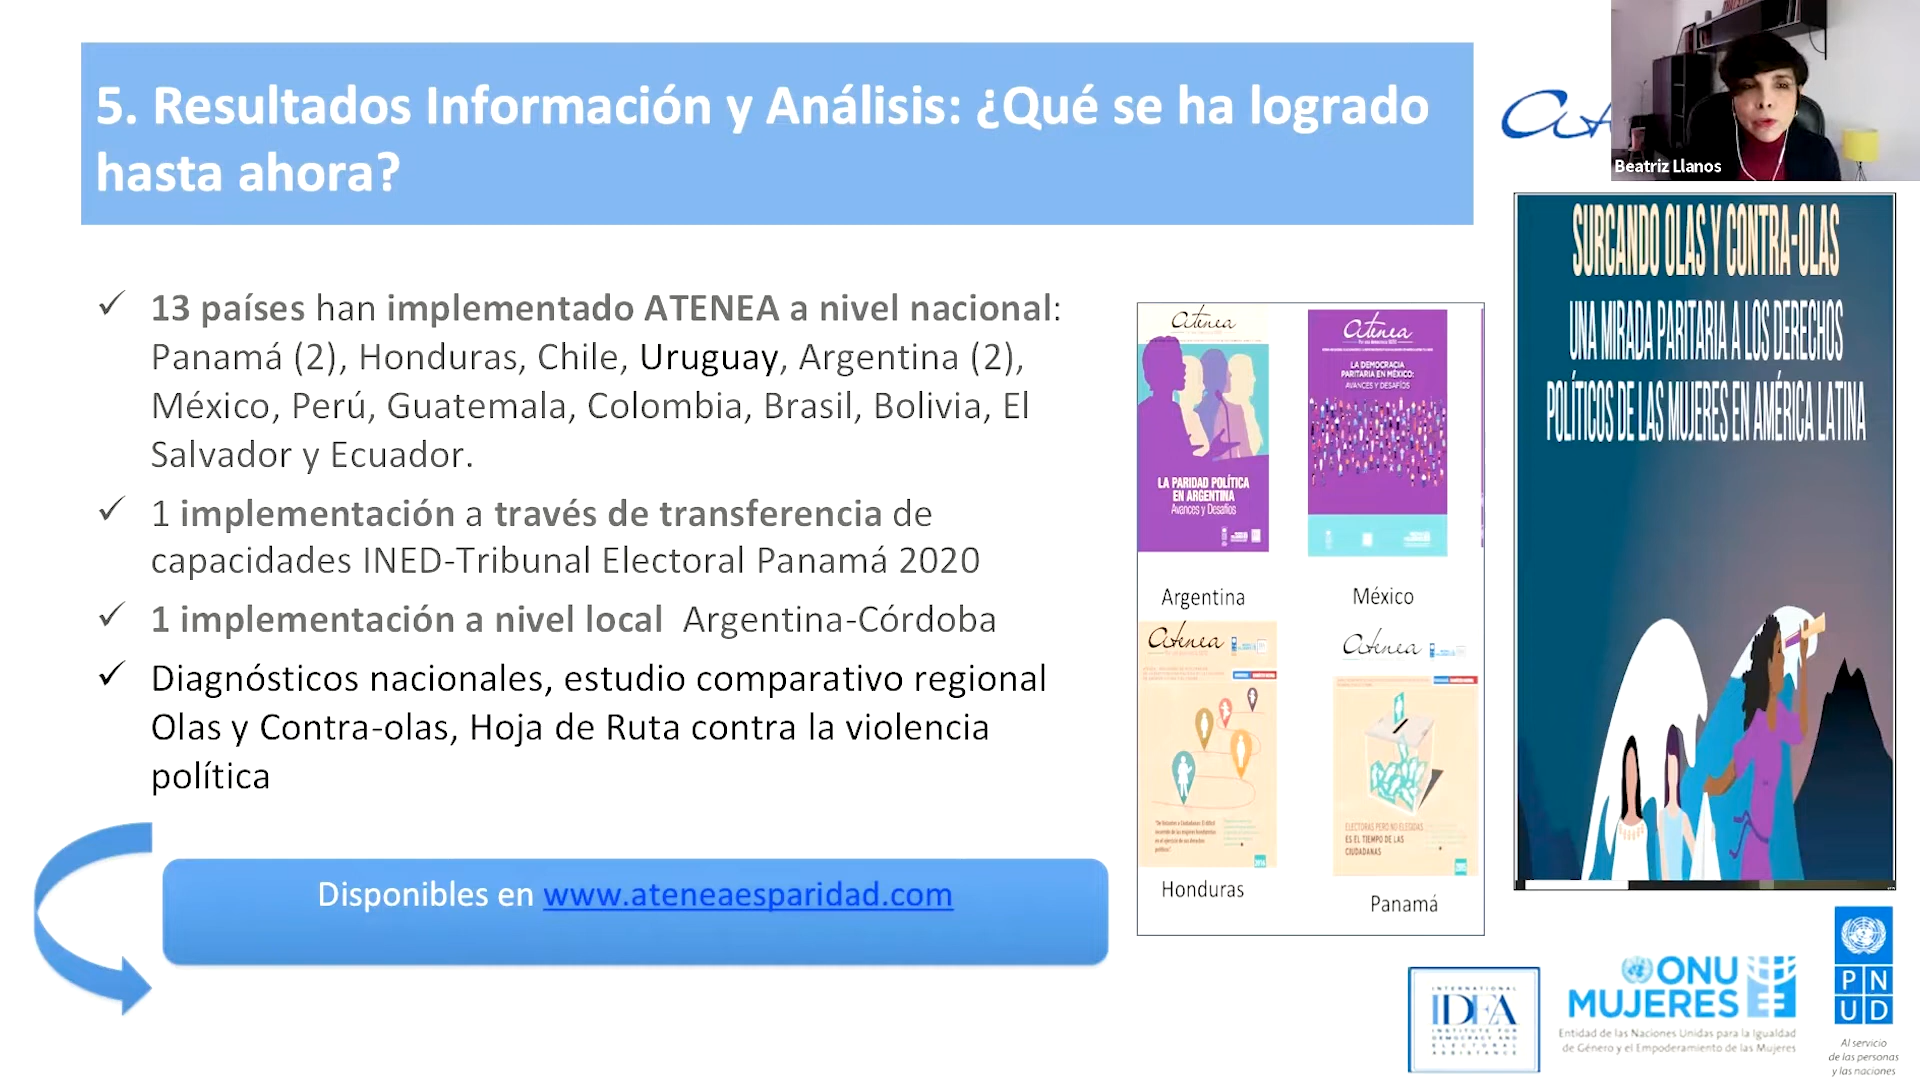 5. Resultados Información y Análisis: ¿Qué se ha logrado
hasta ahora?
Beatriz Llanos
✓ 13 países han implementado ATENEA a nivel nacional:
Panamá (2), Honduras, Chile, Uruguay, Argentina (2),
México, Perú, Guatemala, Colombia, Brasil, Bolivia, El
Salvador y Ecuador.
✓ 1 implementación a través de transferencia de
capacidades INED-Tribunal Electoral Panamá 2020
✓ 1 implementación a nivel local Argentina-Córdoba
✓ Diagnósticos nacionales, estudio comparativo regional
Olas y Contra-olas, Hoja de Ruta contra la violencia
política
Disponibles en www.ateneaesparidad.com
atenea
LA PARIDAD POLÍTICA
EN ARGENTINA
Avances y Desafíos
Argentina
atenea
LA DEMOCRACIA
PARITARIA EN MÉXICO:
AVANCES Y DESAFÍOS
México
atenea
2016
Honduras
atenea
ELECTORAS PERO NO ELEGIDAS
ES EL TIEMPO DE LAS
CIUDADANAS
Panamá
SURCANDO OLAS Y CONTRA-OLAS
UNA MIRADA PARITARIA A LOS DERECHOS
POLÍTICOS DE LAS MUJERES EN AMÉRICA LATINA
INTERNATIONAL
IDEA
INSTITUTE FOR
DEMOCRACY AND
ELECTORAL
ASSISTANCE
ONU
MUJERES
Entidad de las Naciones Unidas para la Igualdad
de Género y el Empoderamiento de las Mujeres
PN
UD
Al servicio
de las personas
y las naciones